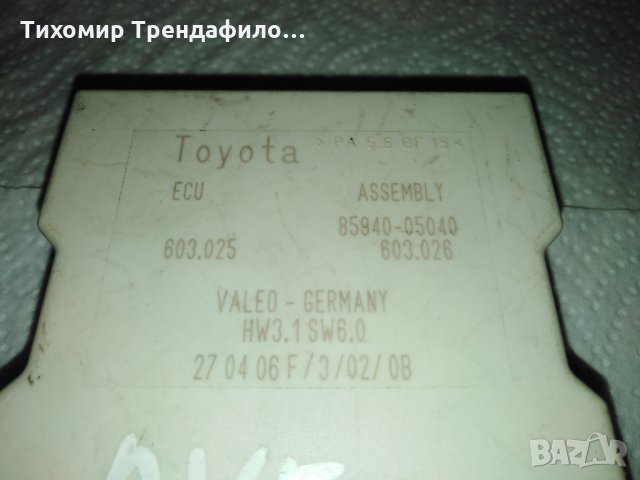 Тихомир Трендафило...
Toyota >PA 6.6 GF 15<
ECU ASSEMBLY
85940-05040
603.025 603.026
VALEO - GERMANY
HW3.1 SW6.0
27 04 06 F/3/02/0B
BAZAR